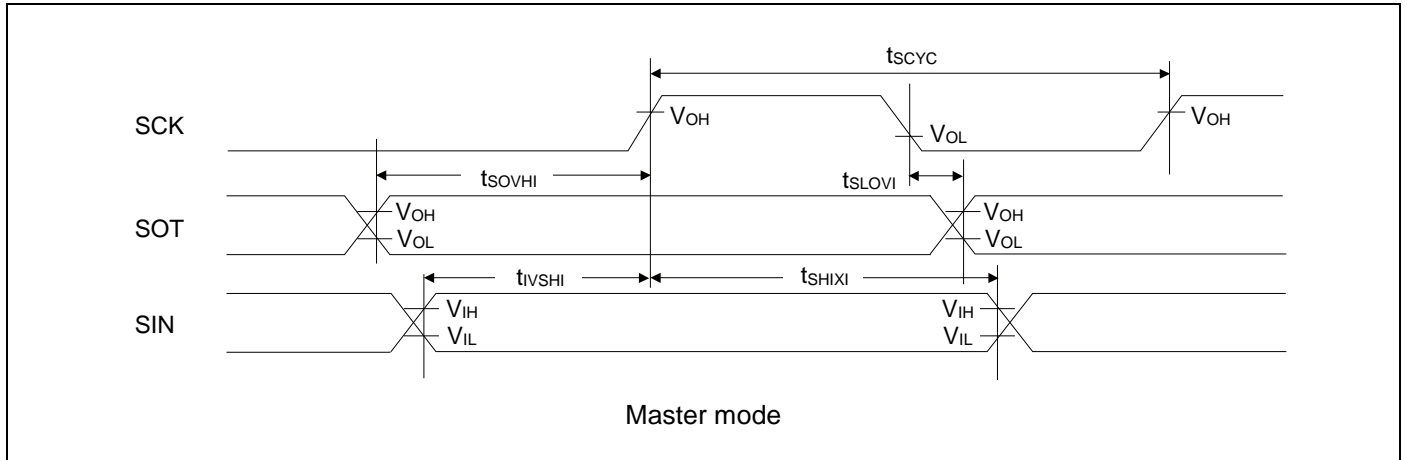 tSCYC
SCK
VOH
VOL
VOH
tSOVHI
tSLOVI
SOT
VOH
VOL
VOH
VOL
tIVSHI
tSHIXI
SIN
VIH
VIL
VIH
VIL
Master mode